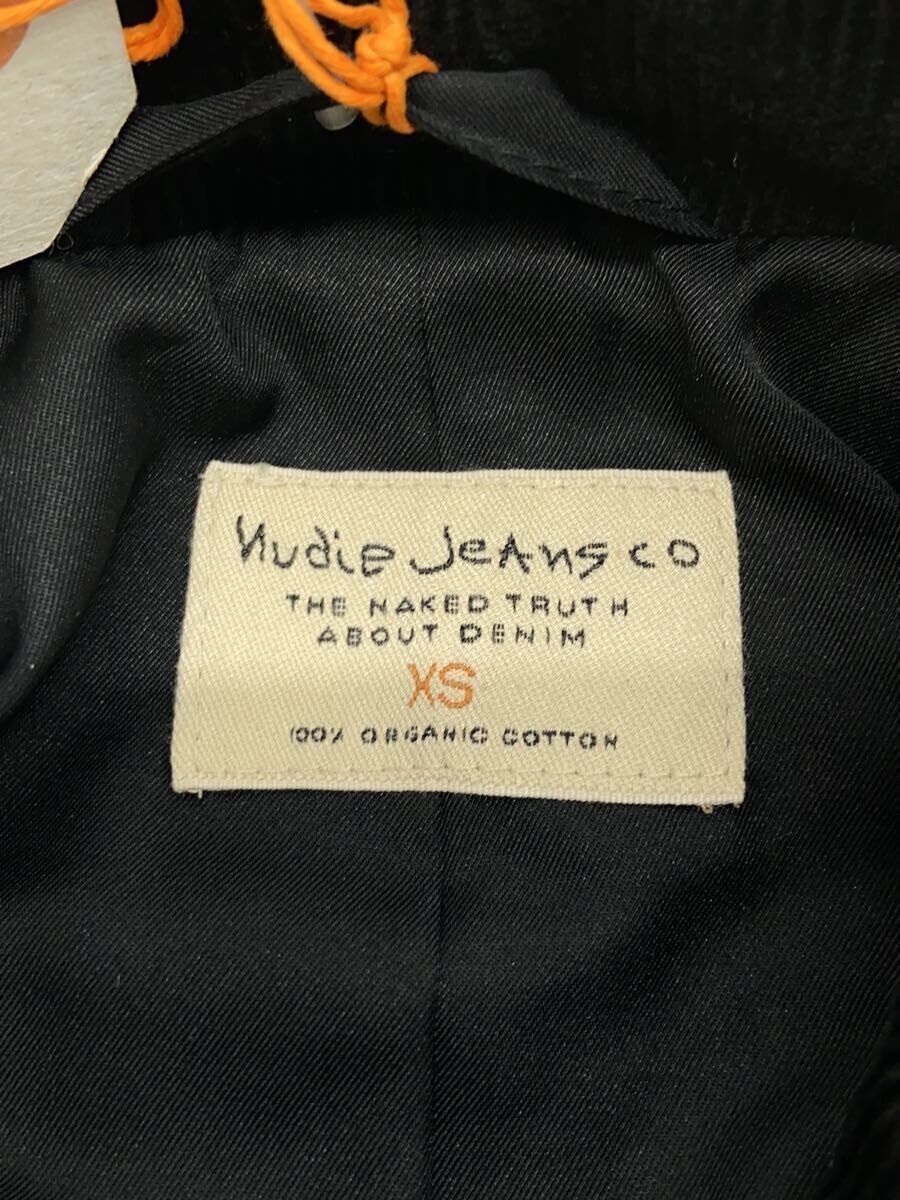 Nudie Jeans co
THE NAKED TRUTH
ABOUT DENIM
XS
100% ORGANIC COTTON